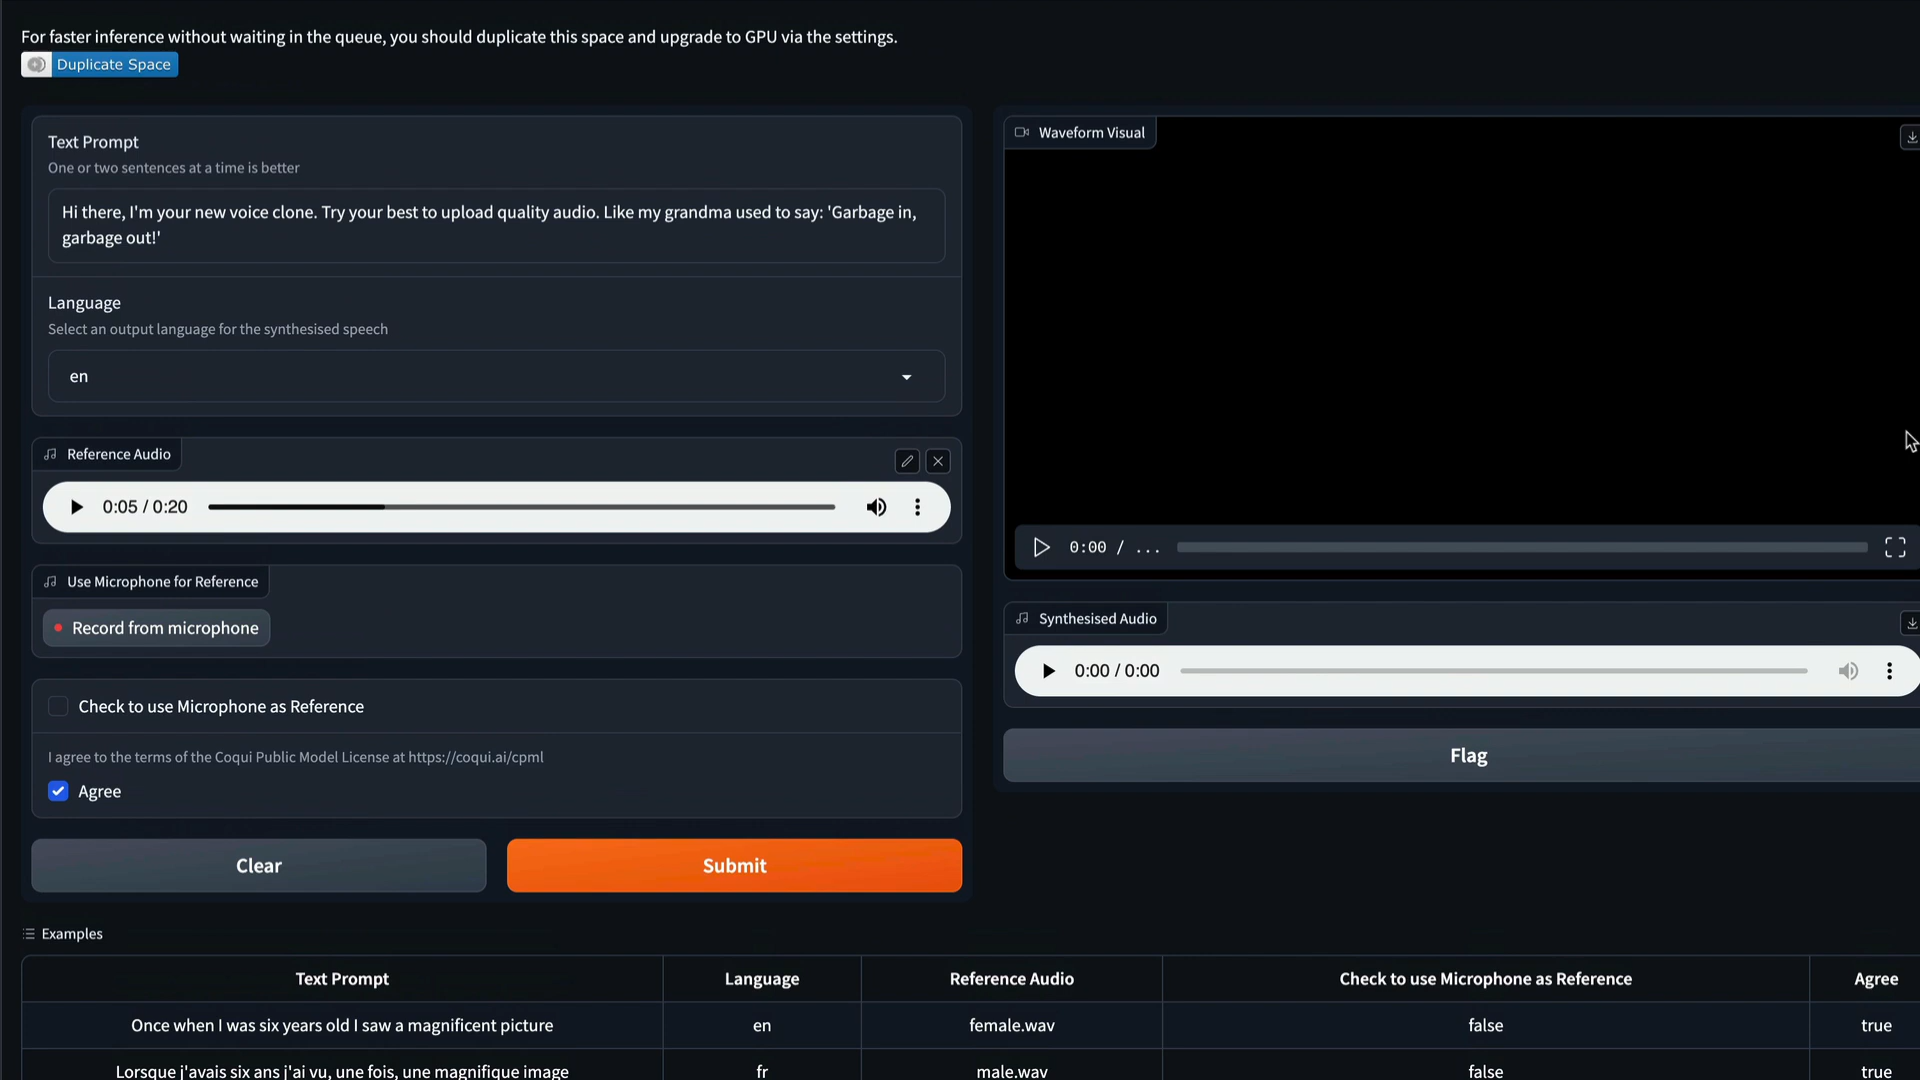 For faster inference without waiting in the queue, you should duplicate this space and upgrade to GPU via the settings.
Duplicate Space
Text Prompt
One or two sentences at a time is better
Hi there, I'm your new voice clone. Try your best to upload quality audio. Like my grandma used to say: 'Garbage in,
garbage out!'
Language
Select an output language for the synthesised speech
en
Reference Audio
0:05 / 0:20
Use Microphone for Reference
Record from microphone
Check to use Microphone as Reference
I agree to the terms of the Coqui Public Model License at https://coqui.ai/cpml
Agree
Clear
Submit
Waveform Visual
0:00 / ...
Synthesised Audio
0:00 / 0:00
Flag
Examples
Text Prompt Language Reference Audio Check to use Microphone as Reference Agree
Once when I was six years old I saw a magnificent picture en female.wav false true
Lorsque j'avais six ans j'ai vu, une fois, une magnifique image fr male.wav false true